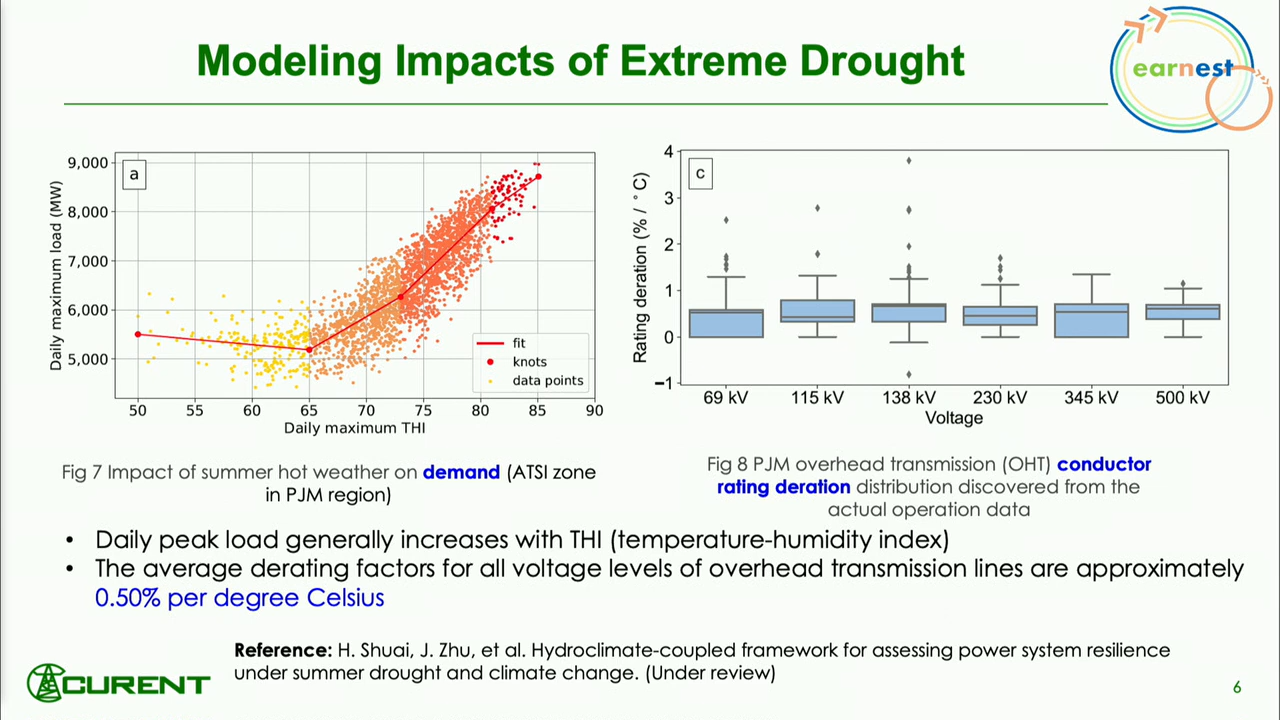 Modeling Impacts of Extreme Drought
earnest
a
9,000
8,000
7,000
6,000
5,000
Daily maximum load (MW)
50 55 60 65 70 75 80 85 90
Daily maximum THI
fit
knots
data points
c
4
3
2
1
0
−1
Rating deration (% / °C)
69 kV 115 kV 138 kV 230 kV 345 kV 500 kV
Voltage
Fig 7 Impact of summer hot weather on demand (ATSI zone
in PJM region)
Fig 8 PJM overhead transmission (OHT) conductor
rating deration distribution discovered from the
actual operation data
• Daily peak load generally increases with THI (temperature-humidity index)
• The average derating factors for all voltage levels of overhead transmission lines are approximately
0.50% per degree Celsius
Reference: H. Shuai, J. Zhu, et al. Hydroclimate-coupled framework for assessing power system resilience
under summer drought and climate change. (Under review)
CURENT
6